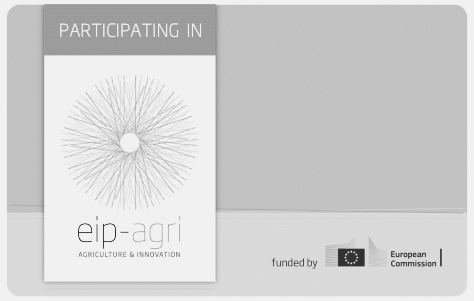 PARTICIPATING IN
eip-agri
AGRICULTURE & INNOVATION
funded by
European
Commission